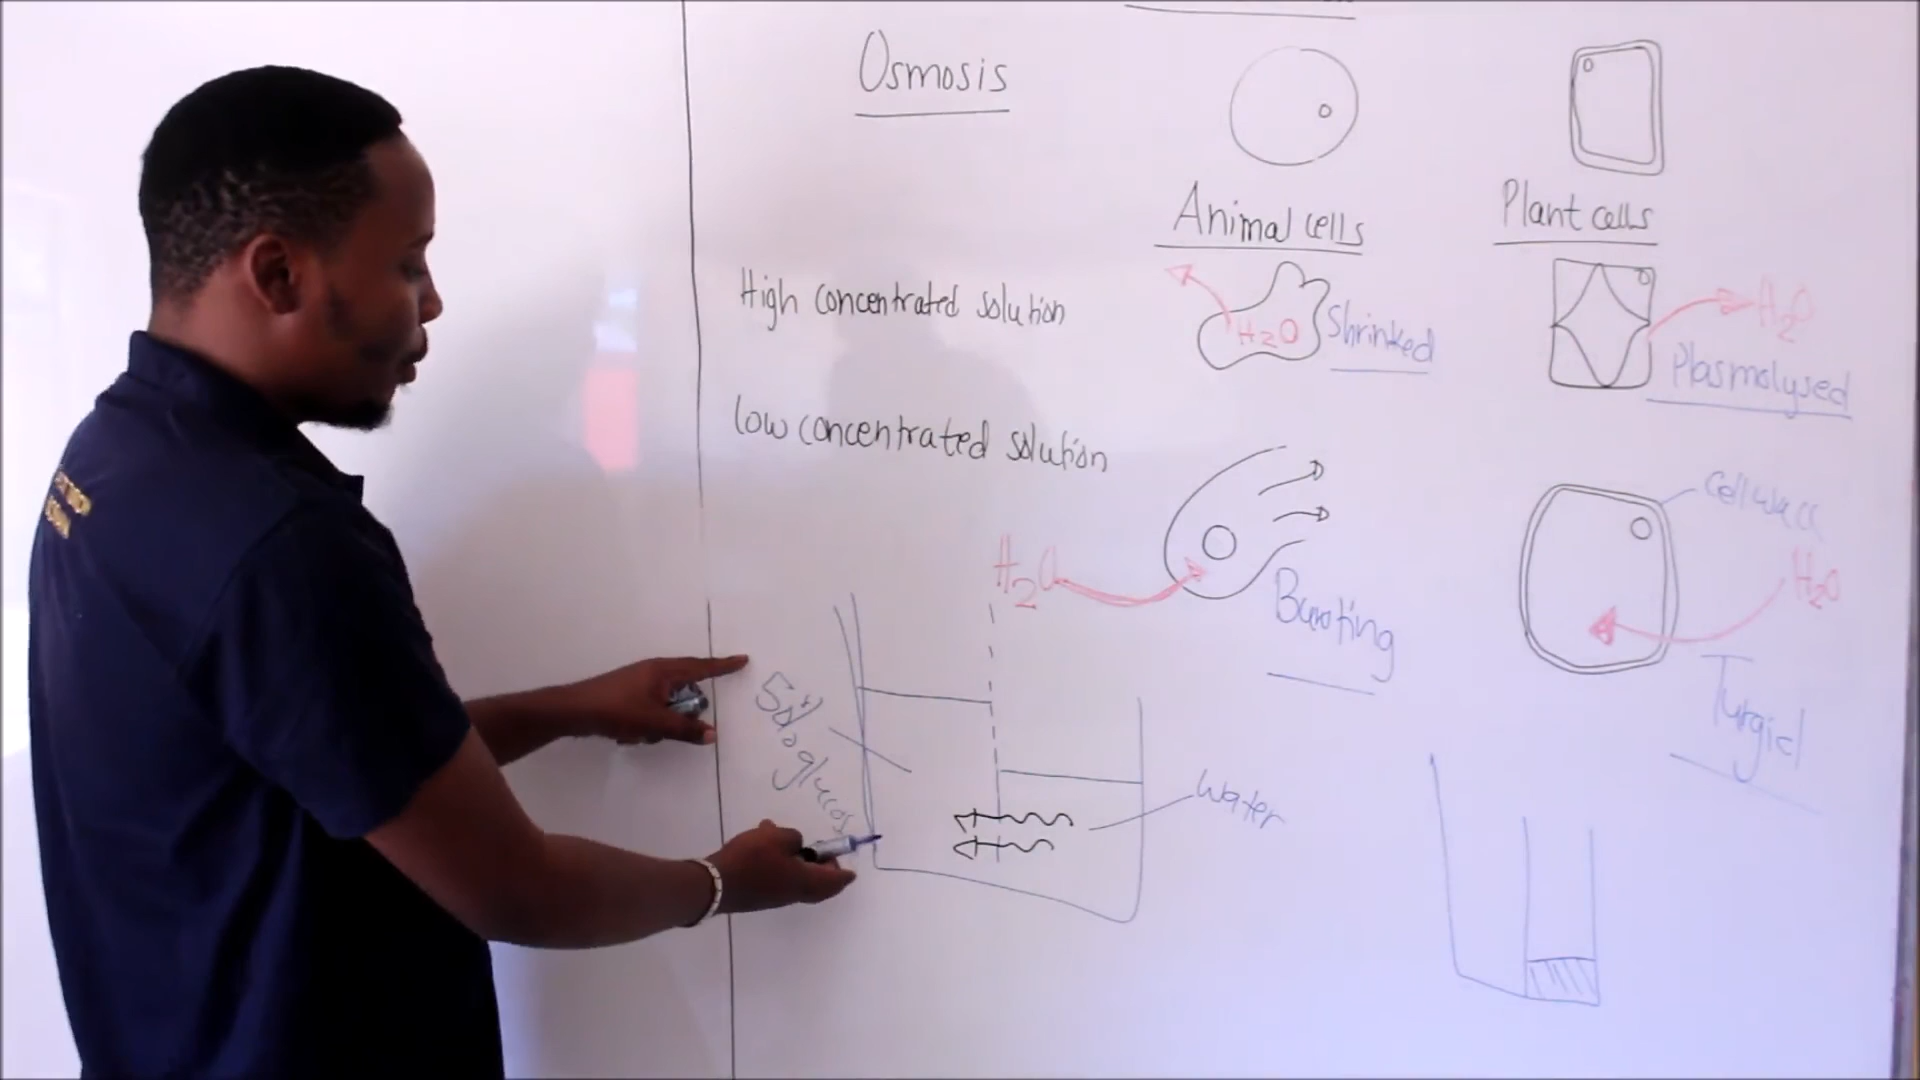 Osmosis
Animal cells
Plant cells
High concentrated solution
H2O
Shrinked
H2O
Plasmolysed
Low concentrated solution
H2O
Bursting
Cell wall
H2O
Turgid
Water